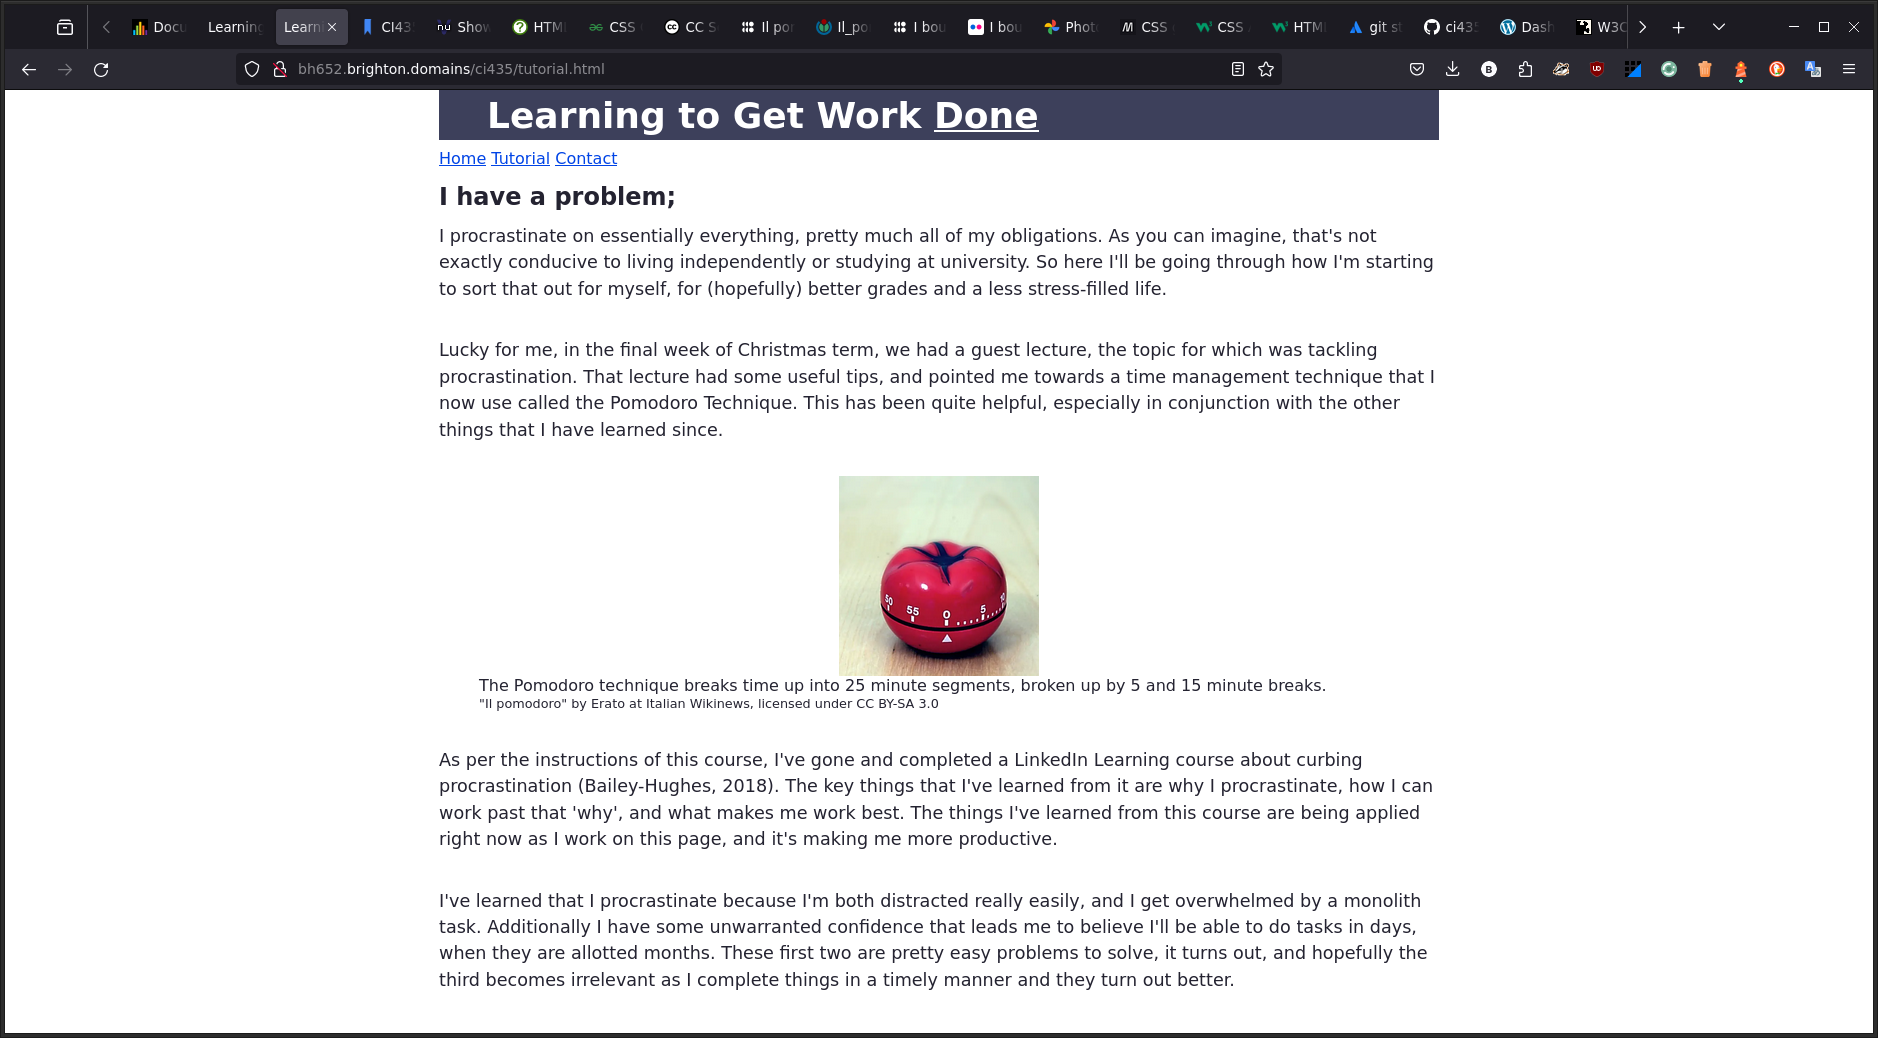 Docu
Learning
Learni
CI43
Show
HTM
CSS
CC S
Il por
Il_po
I bou
I bou
Phot
CSS
CSS
HTM
git st
ci435
Dash
W3C
bh652.brighton.domains/ci435/tutorial.html
Learning to Get Work Done
Home Tutorial Contact
I have a problem;
I procrastinate on essentially everything, pretty much all of my obligations. As you can imagine, that's not
exactly conducive to living independently or studying at university. So here I'll be going through how I'm starting
to sort that out for myself, for (hopefully) better grades and a less stress-filled life.
Lucky for me, in the final week of Christmas term, we had a guest lecture, the topic for which was tackling
procrastination. That lecture had some useful tips, and pointed me towards a time management technique that I
now use called the Pomodoro Technique. This has been quite helpful, especially in conjunction with the other
things that I have learned since.
50 55 0 5 10
The Pomodoro technique breaks time up into 25 minute segments, broken up by 5 and 15 minute breaks.
"Il pomodoro" by Erato at Italian Wikinews, licensed under CC BY-SA 3.0
As per the instructions of this course, I've gone and completed a LinkedIn Learning course about curbing
procrastination (Bailey-Hughes, 2018). The key things that I've learned from it are why I procrastinate, how I can
work past that 'why', and what makes me work best. The things I've learned from this course are being applied
right now as I work on this page, and it's making me more productive.
I've learned that I procrastinate because I'm both distracted really easily, and I get overwhelmed by a monolith
task. Additionally I have some unwarranted confidence that leads me to believe I'll be able to do tasks in days,
when they are allotted months. These first two are pretty easy problems to solve, it turns out, and hopefully the
third becomes irrelevant as I complete things in a timely manner and they turn out better.